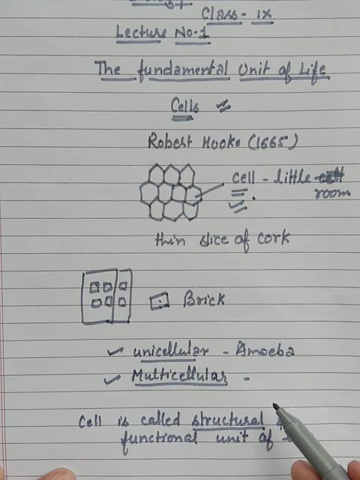 Class - IX
Lecture No.1
The fundamental Unit of Life
Cells
Robert Hooke (1665)
cell - little
room
thin slice of cork
Brick
unicellular - Amoeba
Multicellular -
Cell is called structural
functional unit of